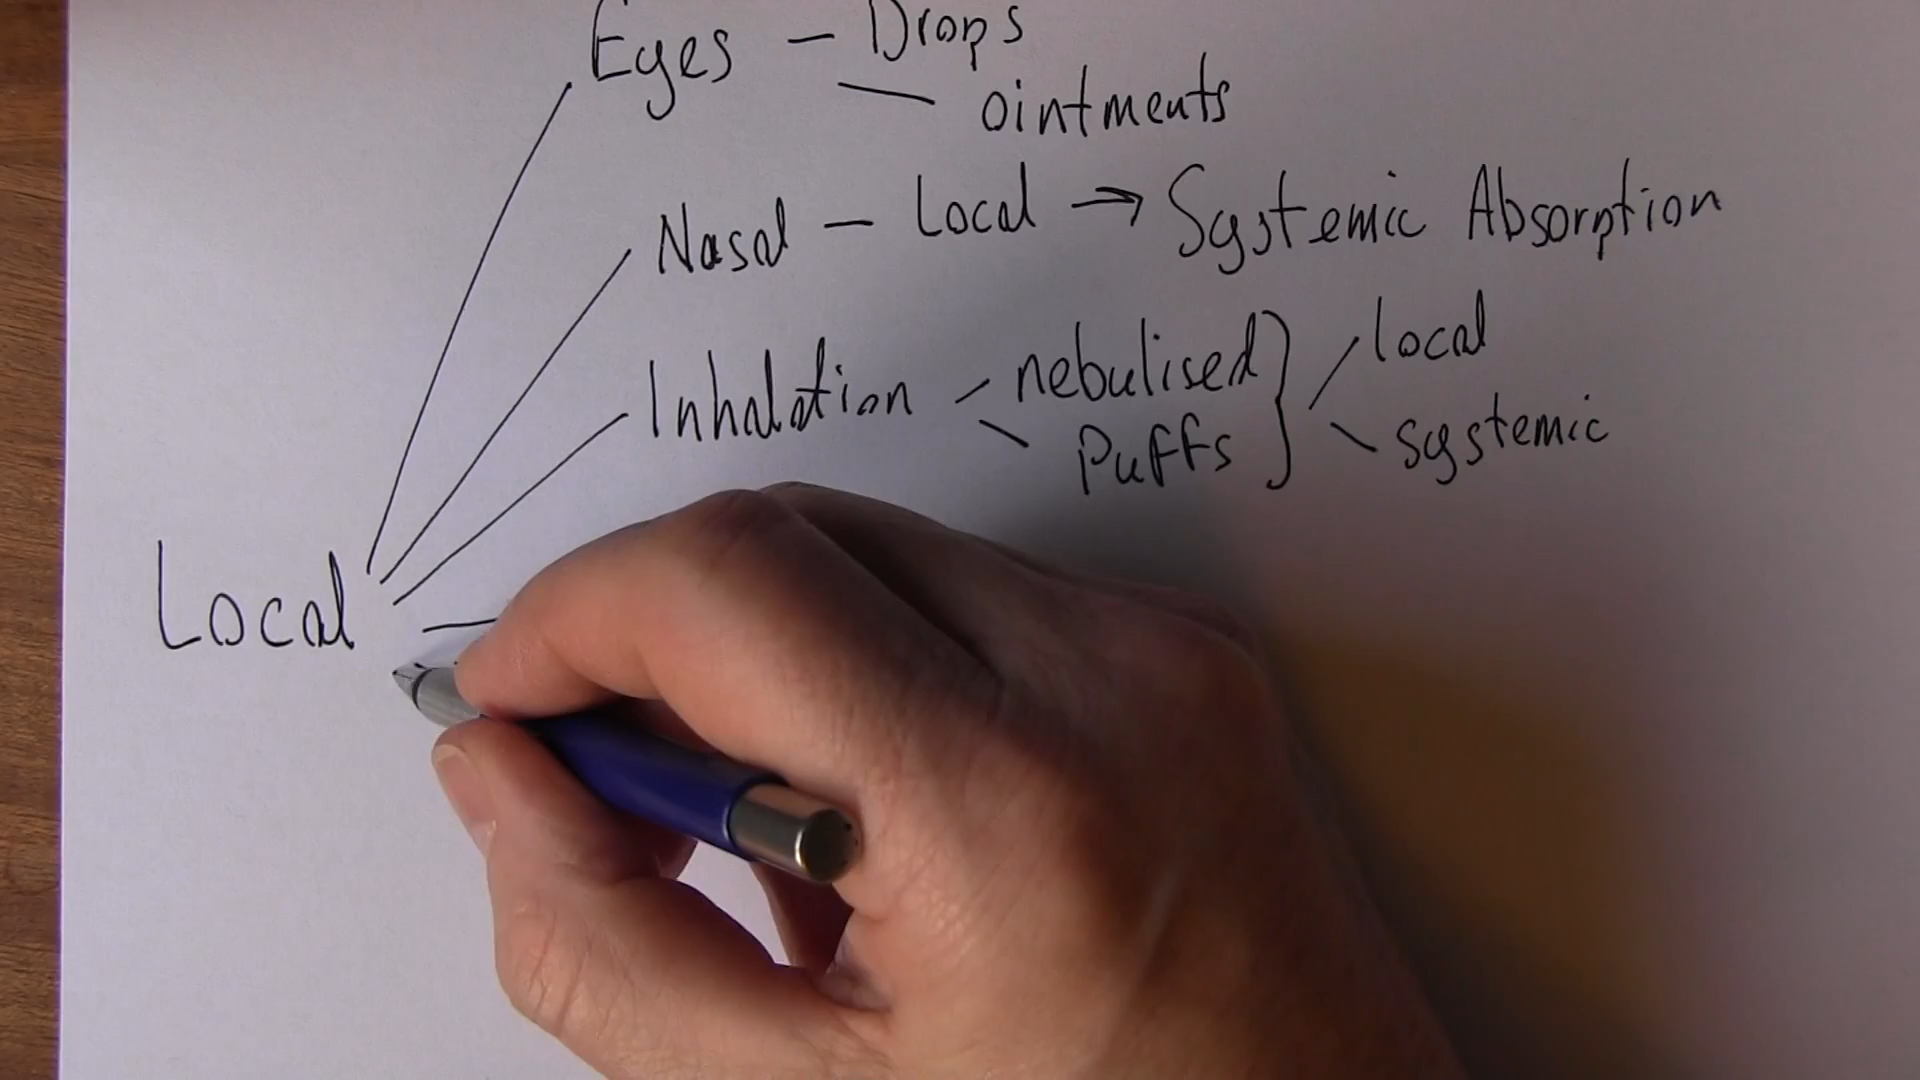 Eyes – Drops
ointments
Nasal – Local → Systemic Absorption
Inhalation nebulised } local
Puffs systemic
Local